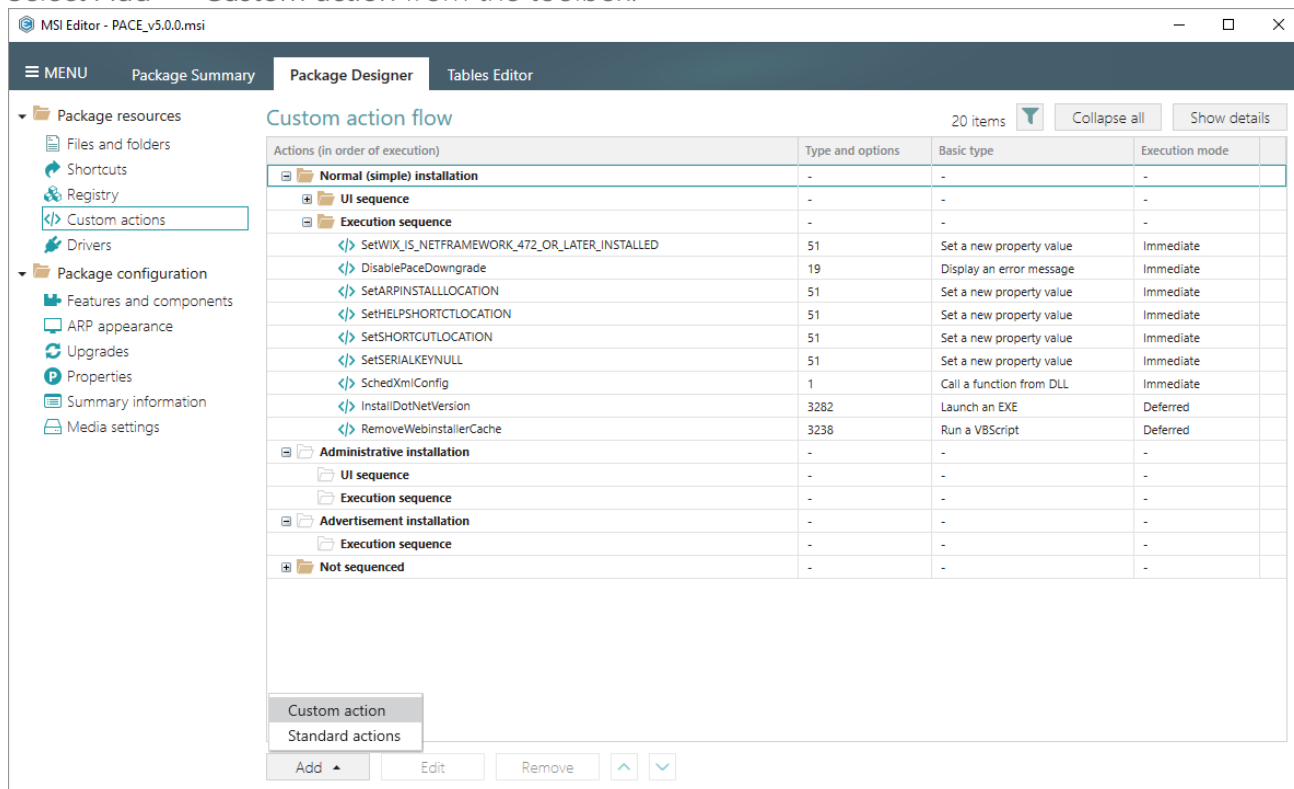 Select Add -> Custom action from the toolbox.
MSI Editor - PACE_v5.0.0.msi
MENU Package Summary Package Designer Tables Editor
Package resources
Files and folders
Shortcuts
Registry
Custom actions
Drivers
Package configuration
Features and components
ARP appearance
Upgrades
Properties
Summary information
Media settings
Custom action flow
20 items Collapse all Show details
Actions (in order of execution) Type and options Basic type Execution mode
Normal (simple) installation - - -
UI sequence - - -
Execution sequence - - -
SetWIX_IS_NETFRAMEWORK_472_OR_LATER_INSTALLED 51 Set a new property value Immediate
DisablePaceDowngrade 19 Display an error message Immediate
SetARPINSTALLLOCATION 51 Set a new property value Immediate
SetHELPSHORTCTLOCATION 51 Set a new property value Immediate
SetSHORTCUTLOCATION 51 Set a new property value Immediate
SetSERIALKEYNULL 51 Set a new property value Immediate
SchedXmlConfig 1 Call a function from DLL Immediate
InstallDotNetVersion 3282 Launch an EXE Deferred
RemoveWebinstallerCache 3238 Run a VBScript Deferred
Administrative installation - - -
UI sequence - - -
Execution sequence - - -
Advertisement installation - - -
Execution sequence - - -
Not sequenced - - -
Custom action
Standard actions
Add Edit Remove